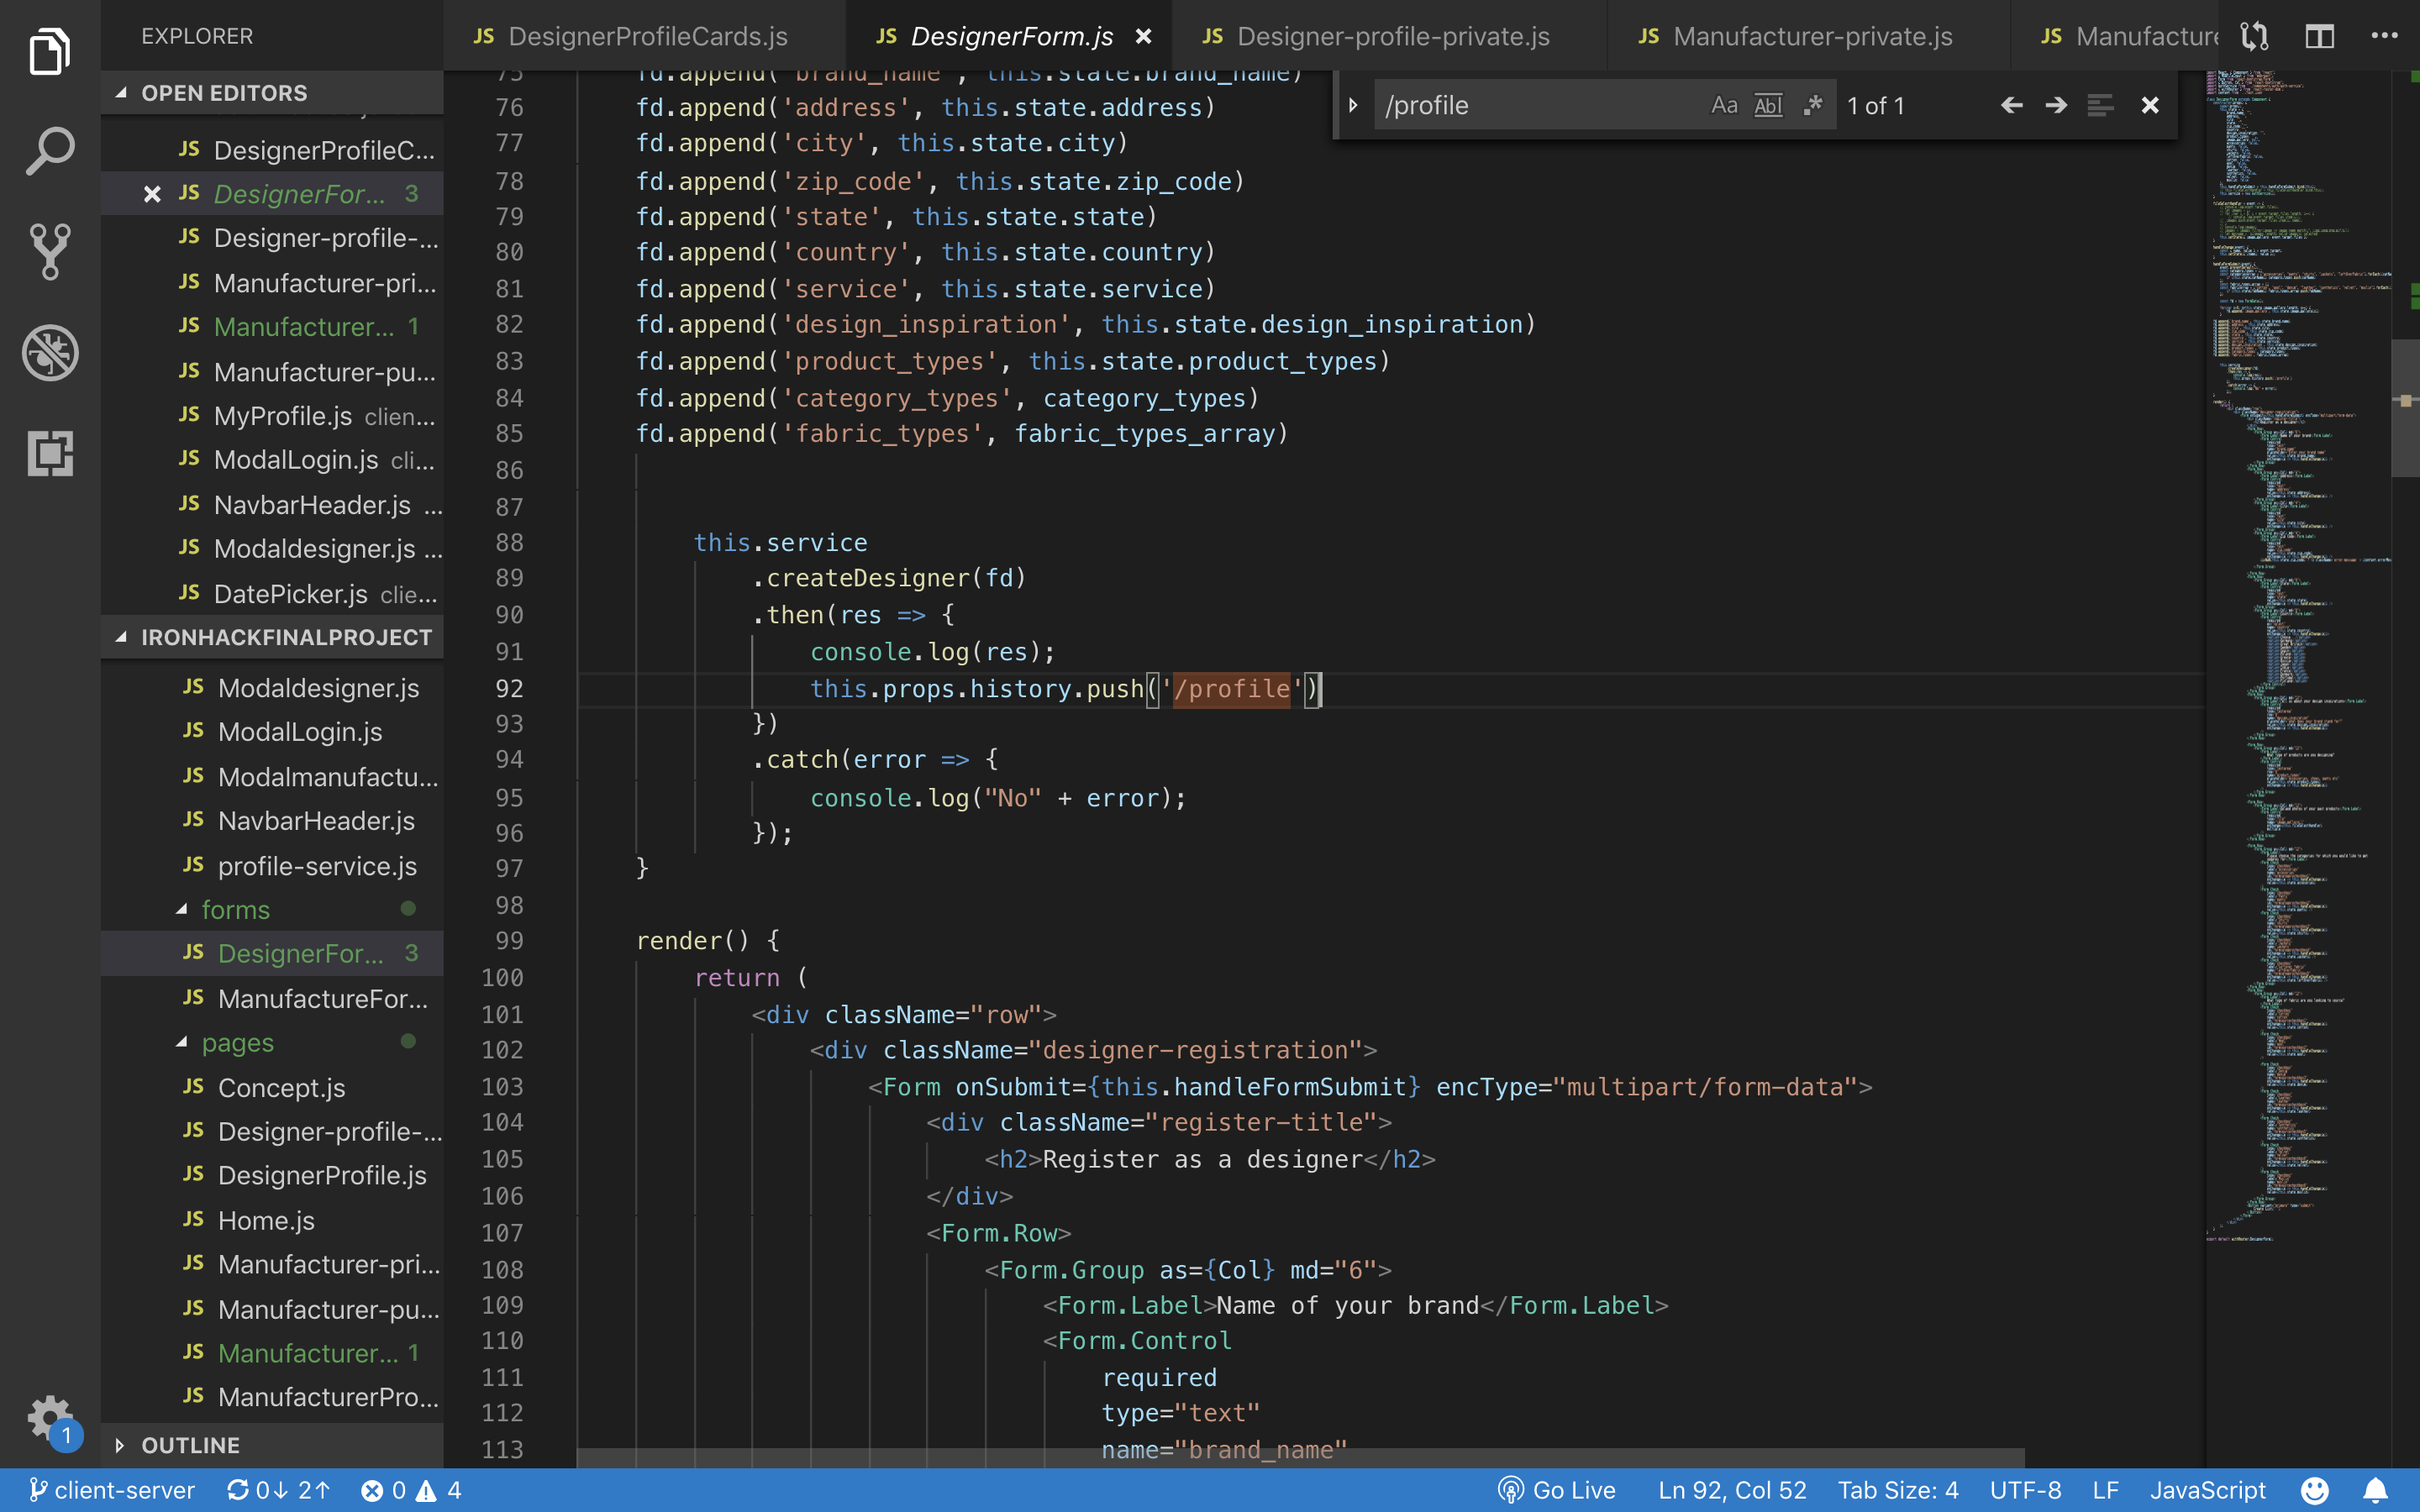 EXPLORER
OPEN EDITORS
JS DesignerProfileC...
JS DesignerFor... 3
JS Designer-profile-...
JS Manufacturer-pri...
JS Manufacturer... 1
JS Manufacturer-pu...
JS MyProfile.js clien...
JS ModalLogin.js cli...
JS NavbarHeader.js ...
JS Modaldesigner.js ...
JS DatePicker.js clie...
IRONHACKFINALPROJECT
JS Modaldesigner.js
JS ModalLogin.js
JS Modalmanufactu...
JS NavbarHeader.js
JS profile-service.js
forms
JS DesignerFor... 3
JS ManufactureFor...
pages
JS Concept.js
JS Designer-profile-...
JS DesignerProfile.js
JS Home.js
JS Manufacturer-pri...
JS Manufacturer-pu...
JS Manufacturer... 1
JS ManufacturerPro...
OUTLINE
1
JS DesignerProfileCards.js
JS DesignerForm.js
JS Designer-profile-private.js
JS Manufacturer-private.js
JS Manufacture
/profile Aa Abl .* 1 of 1
75 fd.append('brand_name', this.state.brand_name)
76 fd.append('address', this.state.address)
77 fd.append('city', this.state.city)
78 fd.append('zip_code', this.state.zip_code)
79 fd.append('state', this.state.state)
80 fd.append('country', this.state.country)
81 fd.append('service', this.state.service)
82 fd.append('design_inspiration', this.state.design_inspiration)
83 fd.append('product_types', this.state.product_types)
84 fd.append('category_types', category_types)
85 fd.append('fabric_types', fabric_types_array)
86
87
88 this.service
89 .createDesigner(fd)
90 .then(res => {
91 console.log(res);
92 this.props.history.push('/profile')
93 })
94 .catch(error => {
95 console.log("No" + error);
96 });
97 }
98
99 render() {
100 return (
101 <div className="row">
102 <div className="designer-registration">
103 <Form onSubmit={this.handleFormSubmit} encType="multipart/form-data">
104 <div className="register-title">
105 <h2>Register as a designer</h2>
106 </div>
107 <Form.Row>
108 <Form.Group as={Col} md="6">
109 <Form.Label>Name of your brand</Form.Label>
110 <Form.Control
111 required
112 type="text"
113 name="brand_name"
client-server 0↓ 2↑ 0 4
Go Live Ln 92, Col 52 Tab Size: 4 UTF-8 LF JavaScript